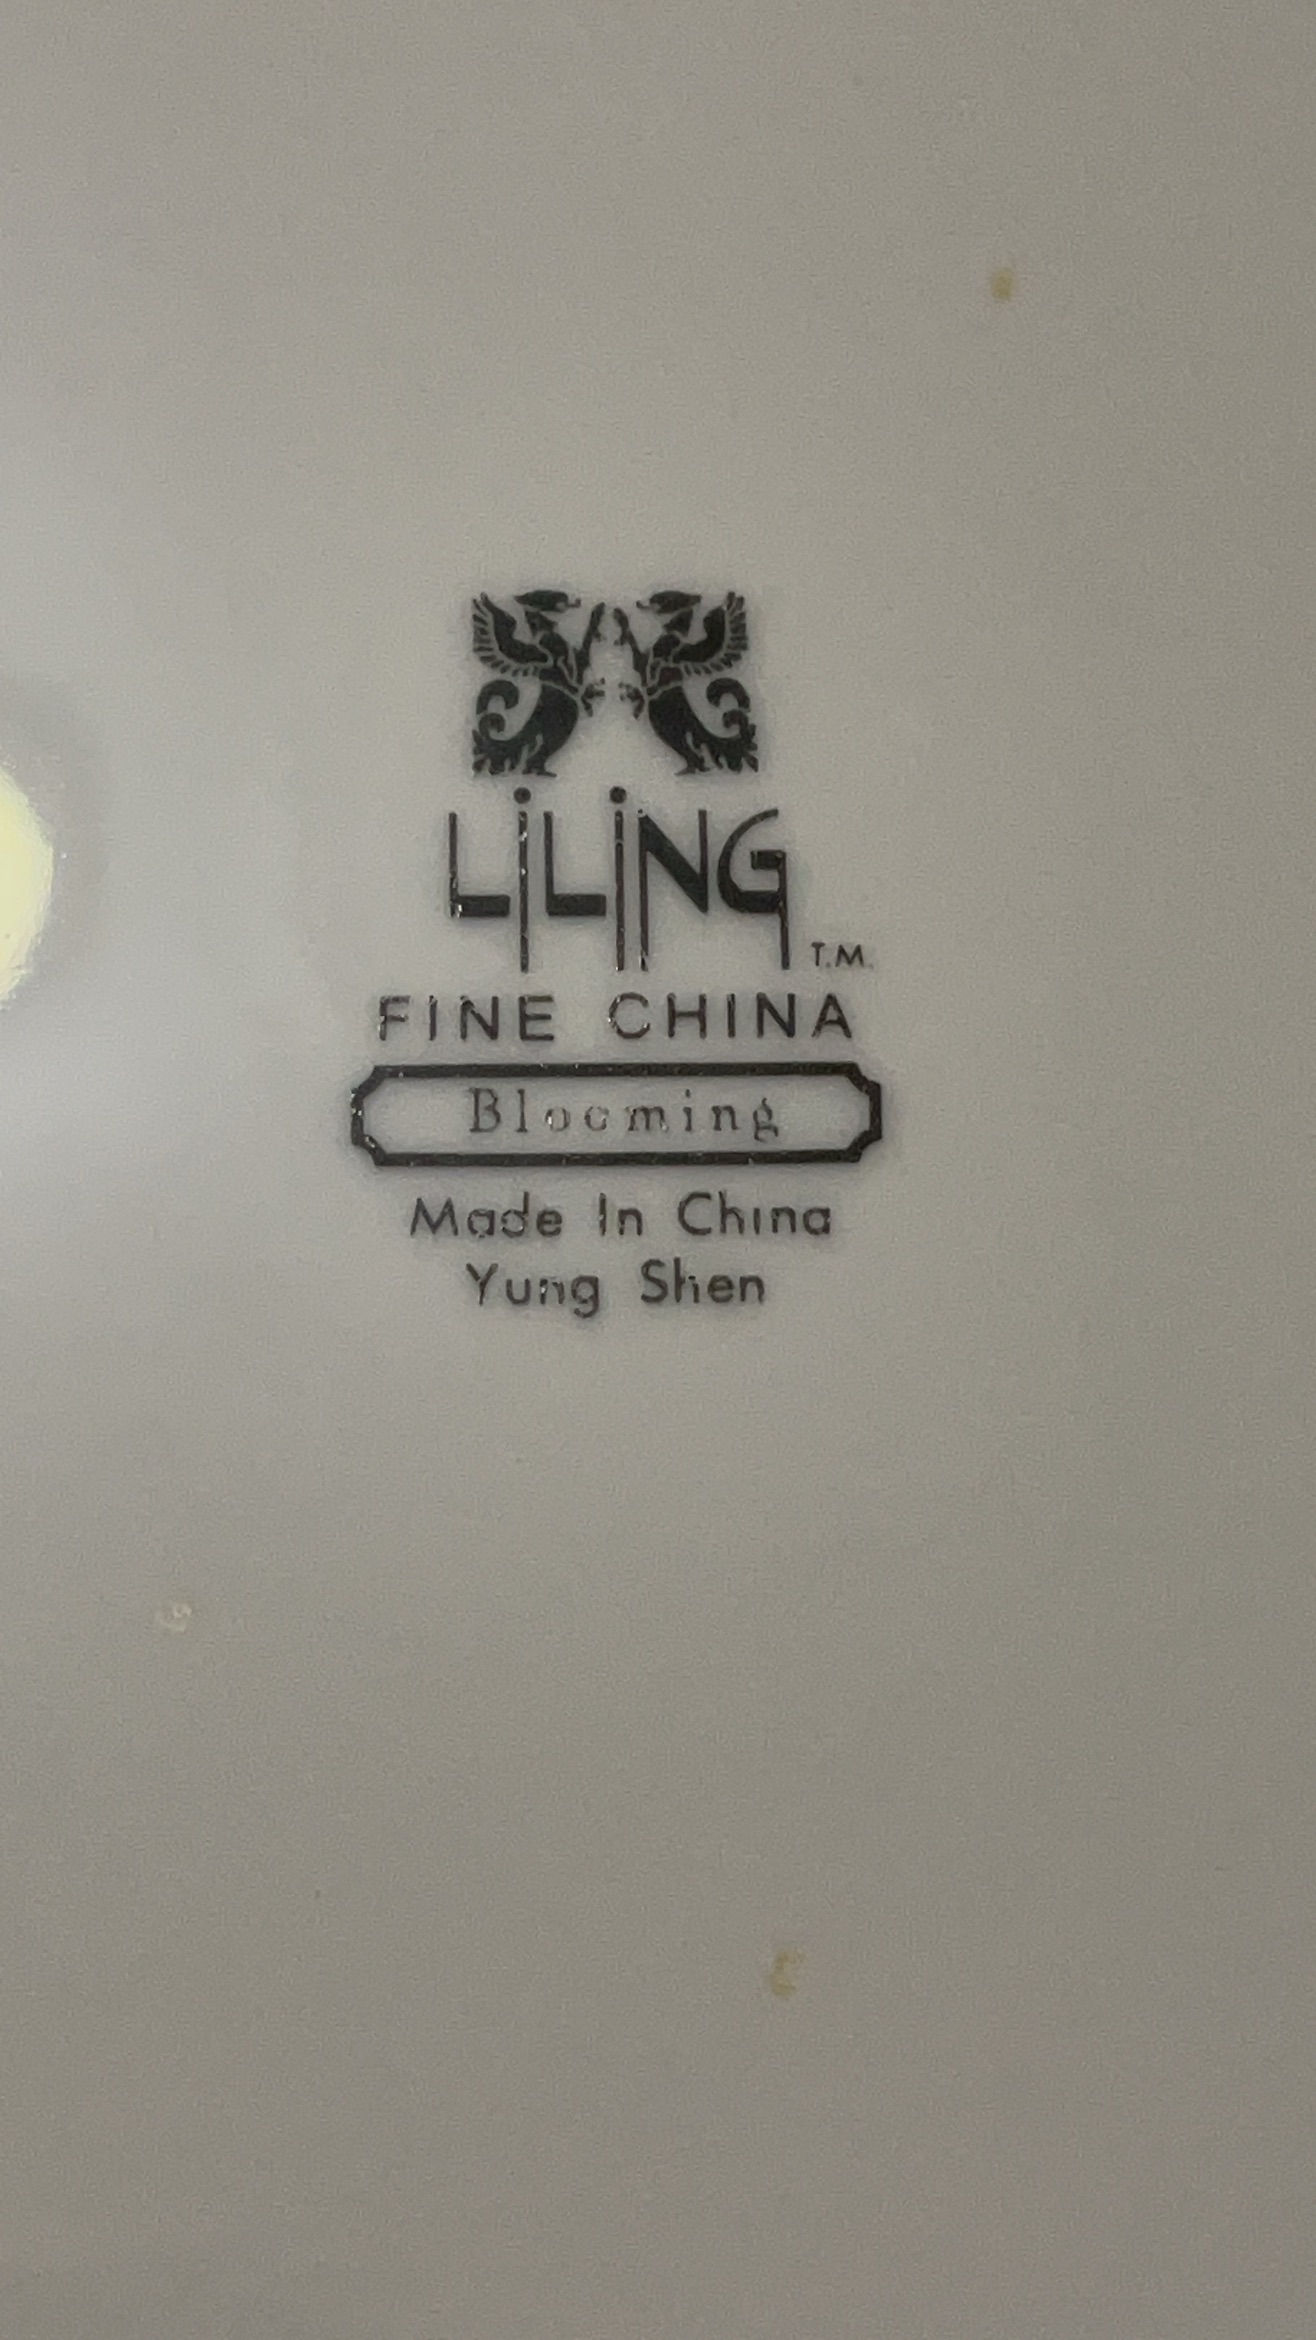 LiLiNG T.M.
FINE CHINA
Blooming
Made In China
Yung Shen